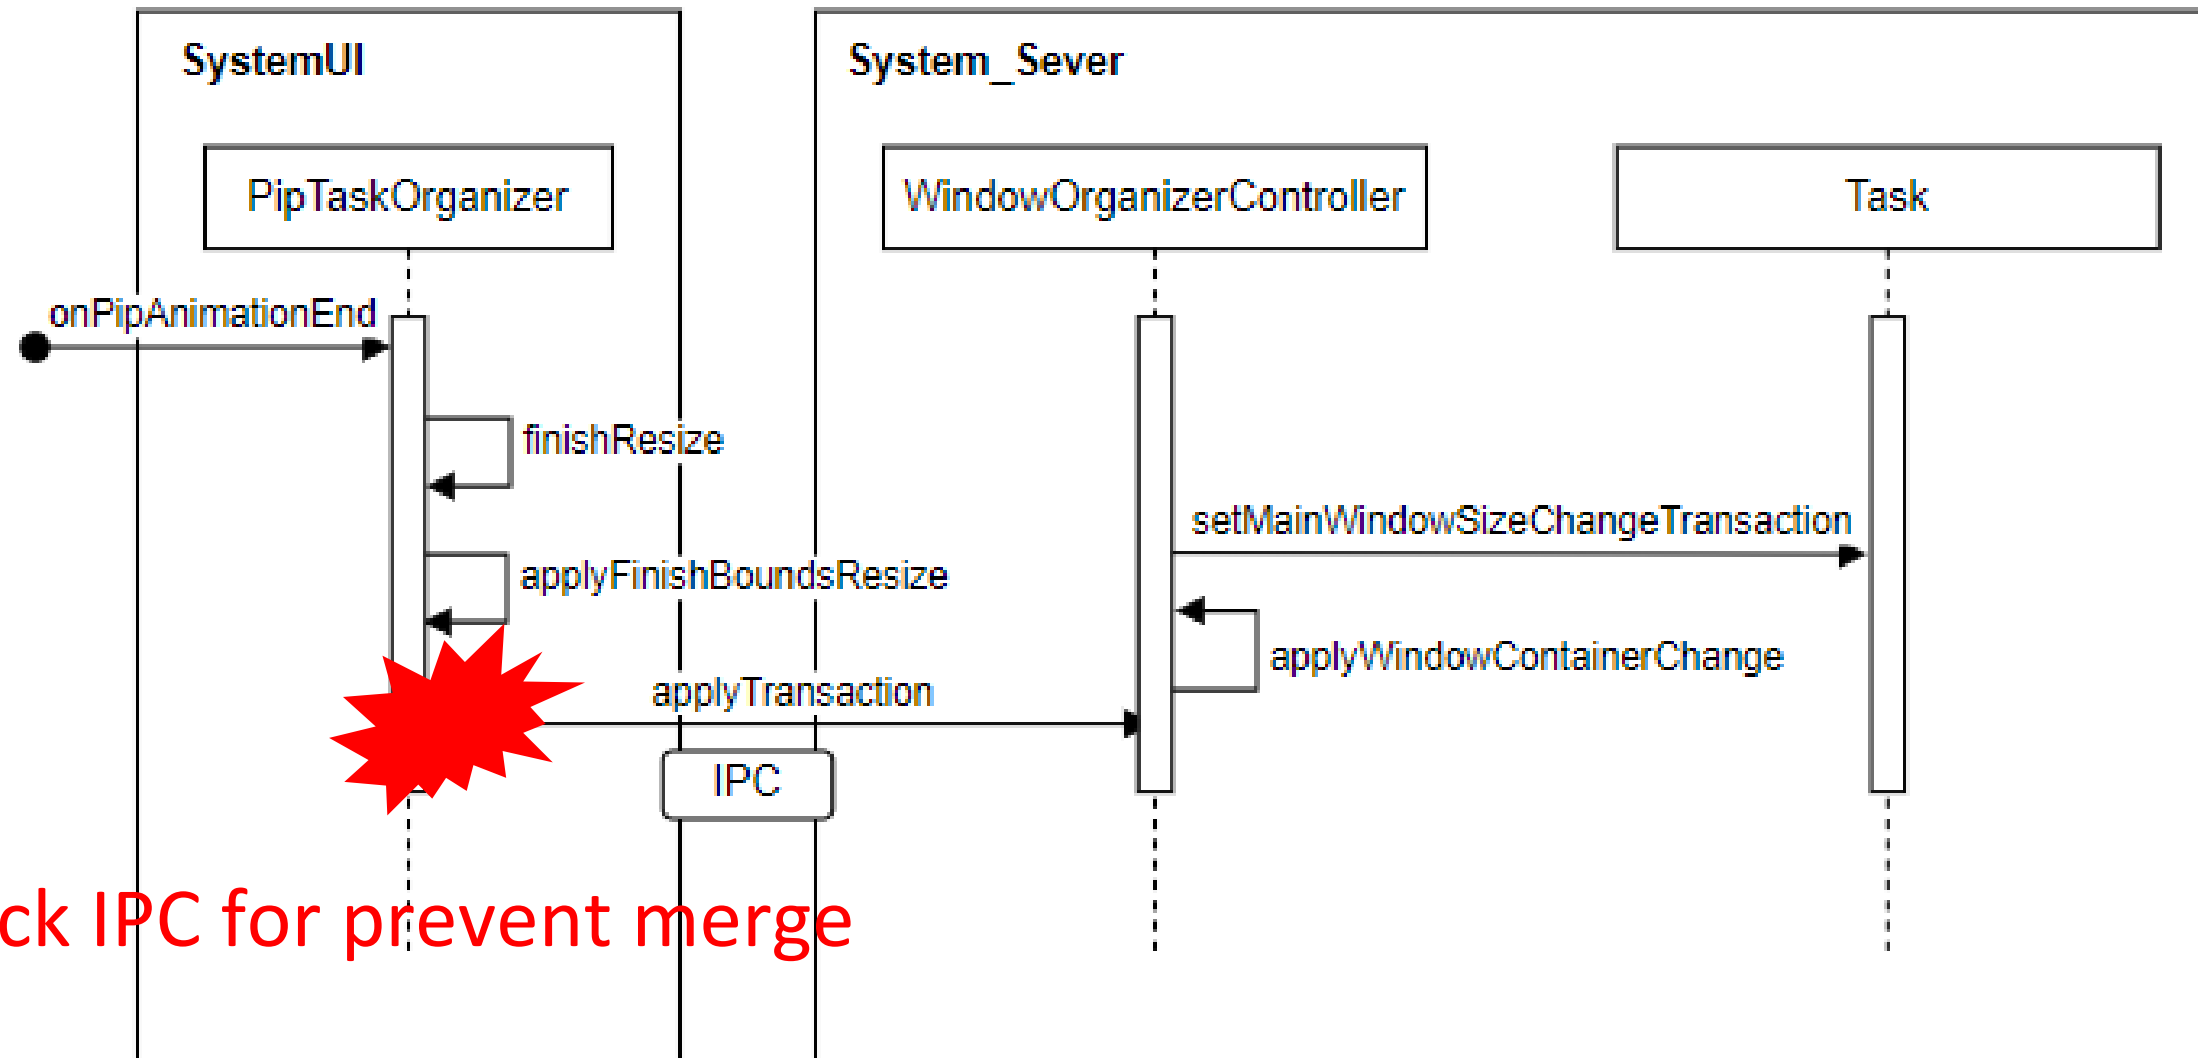 SystemUI
System_Sever
PipTaskOrganizer
WindowOrganizerController
Task
onPipAnimationEnd
finishResize
setMainWindowSizeChangeTransaction
applyFinishBoundsResize
applyWindowContainerChange
applyTransaction
IPC
ck IPC for prevent merge